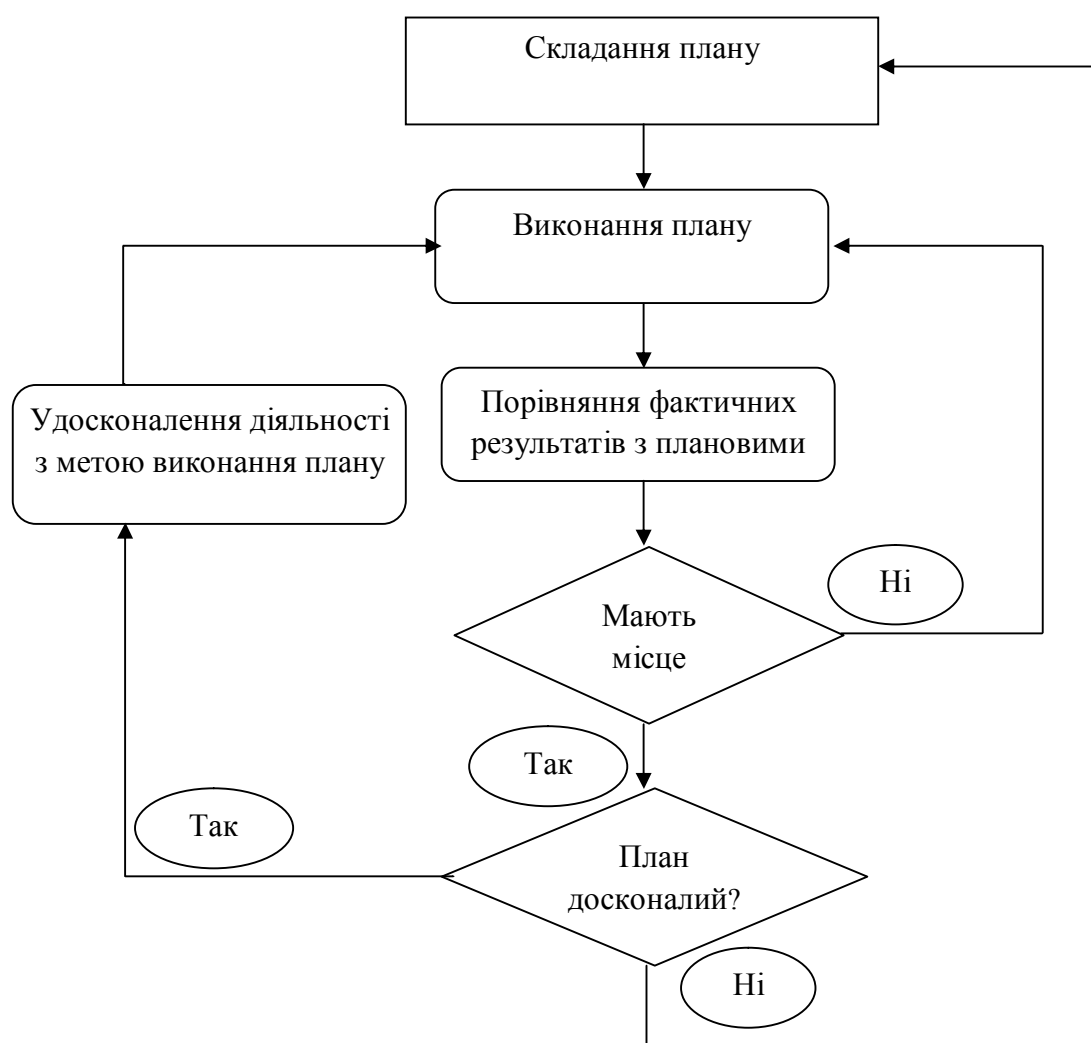 Складання плану
Виконання плану
Удосконалення діяльності
з метою виконання плану
Порівняння фактичних
результатів з плановими
Ні
Мають
місце
Так
Так
План
досконалий?
Ні